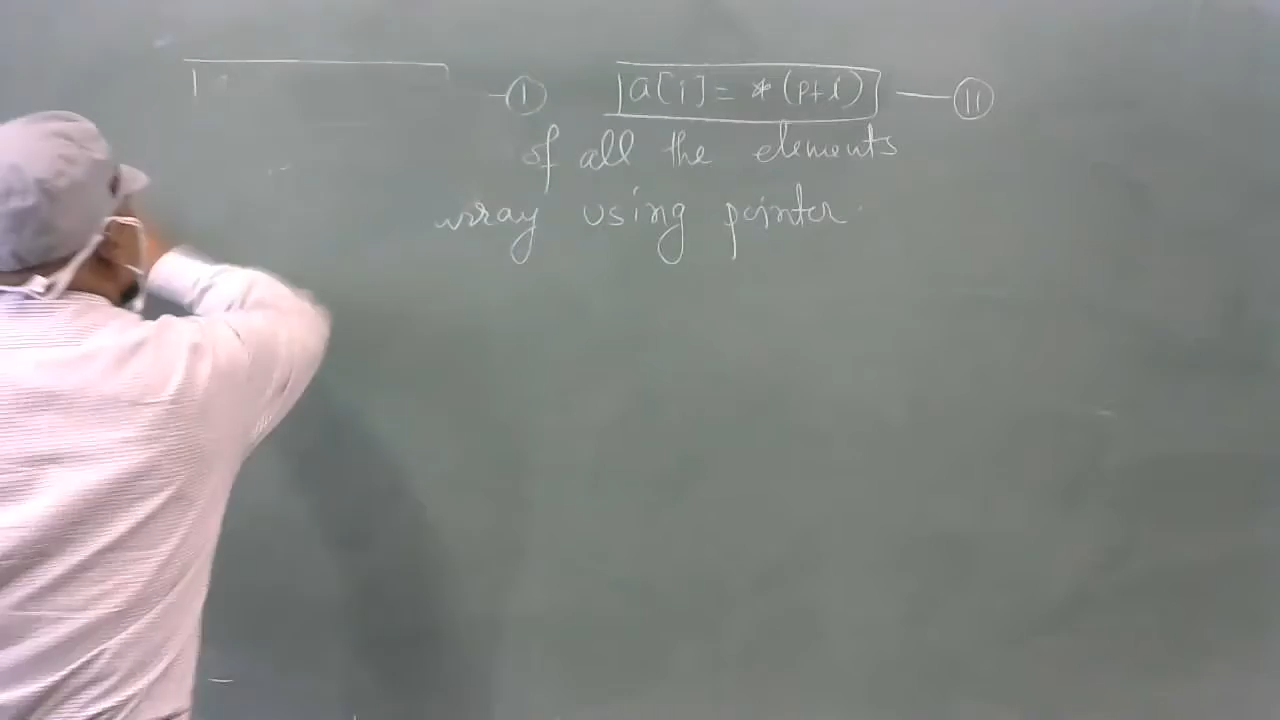 — ① a[i] = *(p+i) — ⑪
of all the elements
array using pointer.